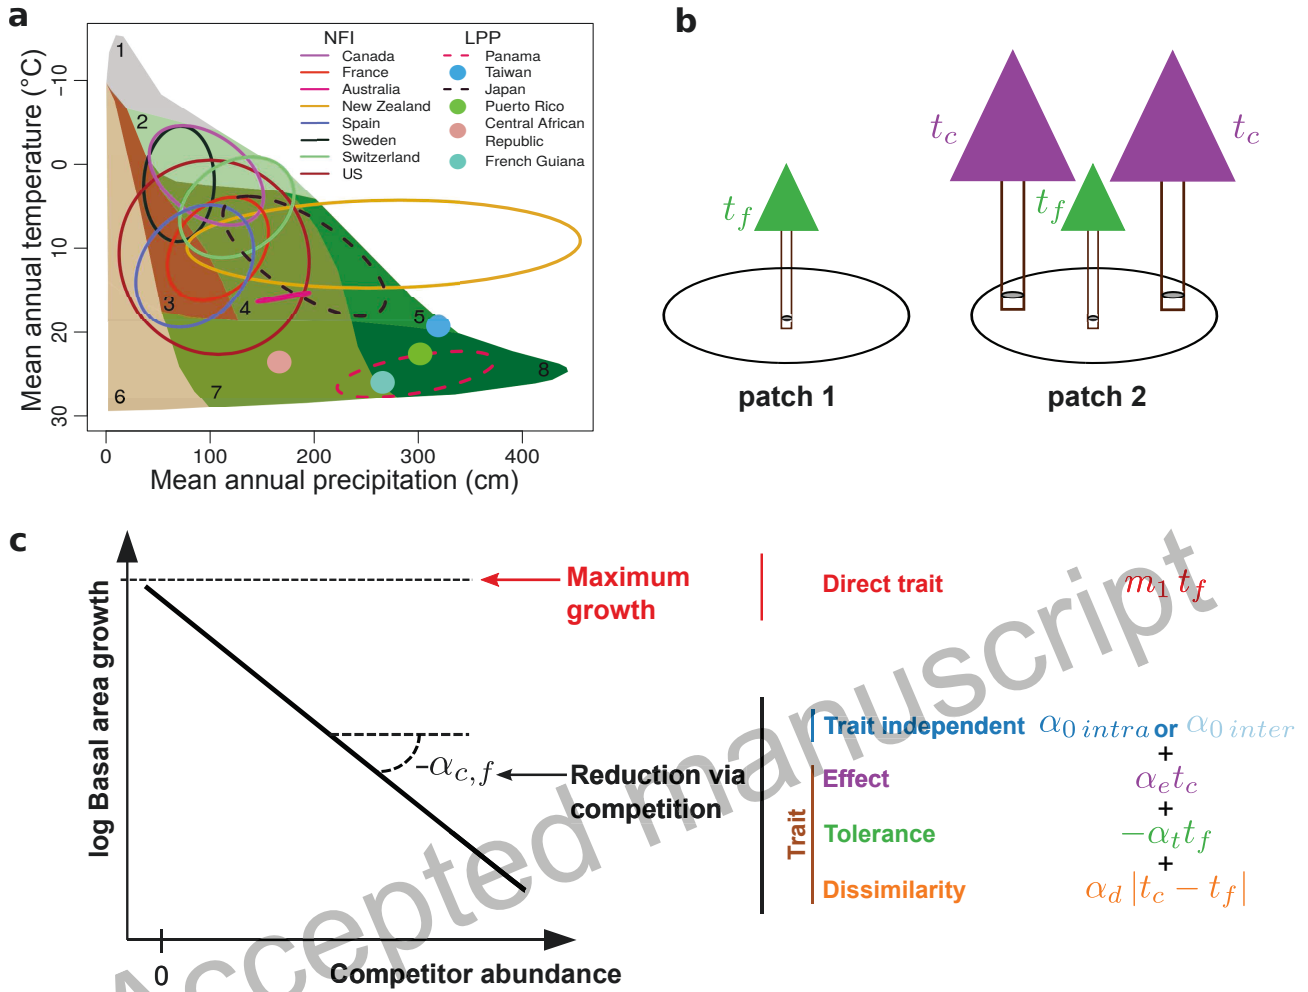 a
NFI
LPP
Canada
France
Australia
New Zealand
Spain
Sweden
Switzerland
US
Panama
Taiwan
Japan
Puerto Rico
Central African
Republic
French Guiana
1
2
3
4
5
6
7
8
-10
0
10
20
30
Mean annual temperature (°C)
0 100 200 300 400
Mean annual precipitation (cm)
b
t_f
patch 1
t_c
t_f
t_c
patch 2
c
log Basal area growth
Maximum
growth
-α_{c,f}
Reduction via
competition
0
Competitor abundance
Direct trait m_1 t_f
Trait independent α_{0 intra} or α_{0 inter}
+
Trait
Effect α_e t_c
+
Tolerance -α_t t_f
+
Dissimilarity α_d |t_c − t_f|
Accepted manuscript